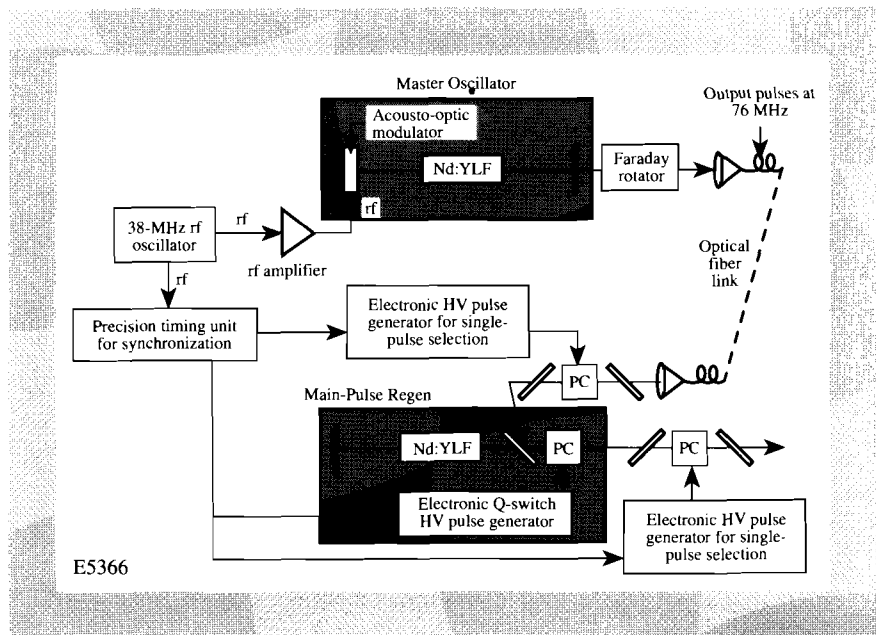 Master Oscillator
Output pulses at
76 MHz
Acousto-optic
modulator
Nd:YLF
Faraday
rotator
rf
38-MHz rf
oscillator
rf
rf amplifier
Optical
fiber
link
rf
Precision timing unit
for synchronization
Electronic HV pulse
generator for single-
pulse selection
PC
Main-Pulse Regen
Nd:YLF
PC
PC
Electronic Q-switch
HV pulse generator
Electronic HV pulse
generator for single-
pulse selection
E5366